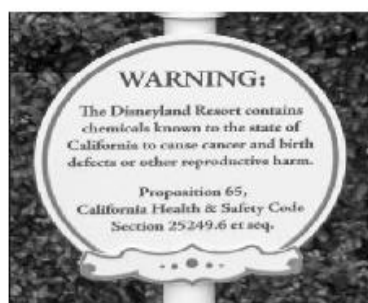 WARNING:
The Disneyland Resort contains
chemicals known to the state of
California to cause cancer and birth
defects or other reproductive harm.
Proposition 65,
California Health & Safety Code
Section 25249.6 et seq.